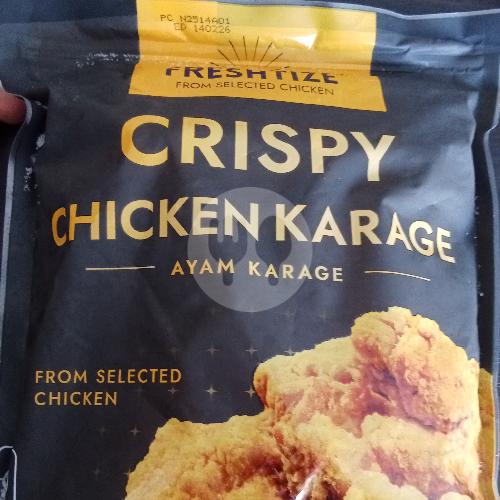 PC N2514A01
ED 140226
FRESHTIZE
FROM SELECTED CHICKEN
CRISPY
CHICKEN KARAGE
AYAM KARAGE
FROM SELECTED
CHICKEN